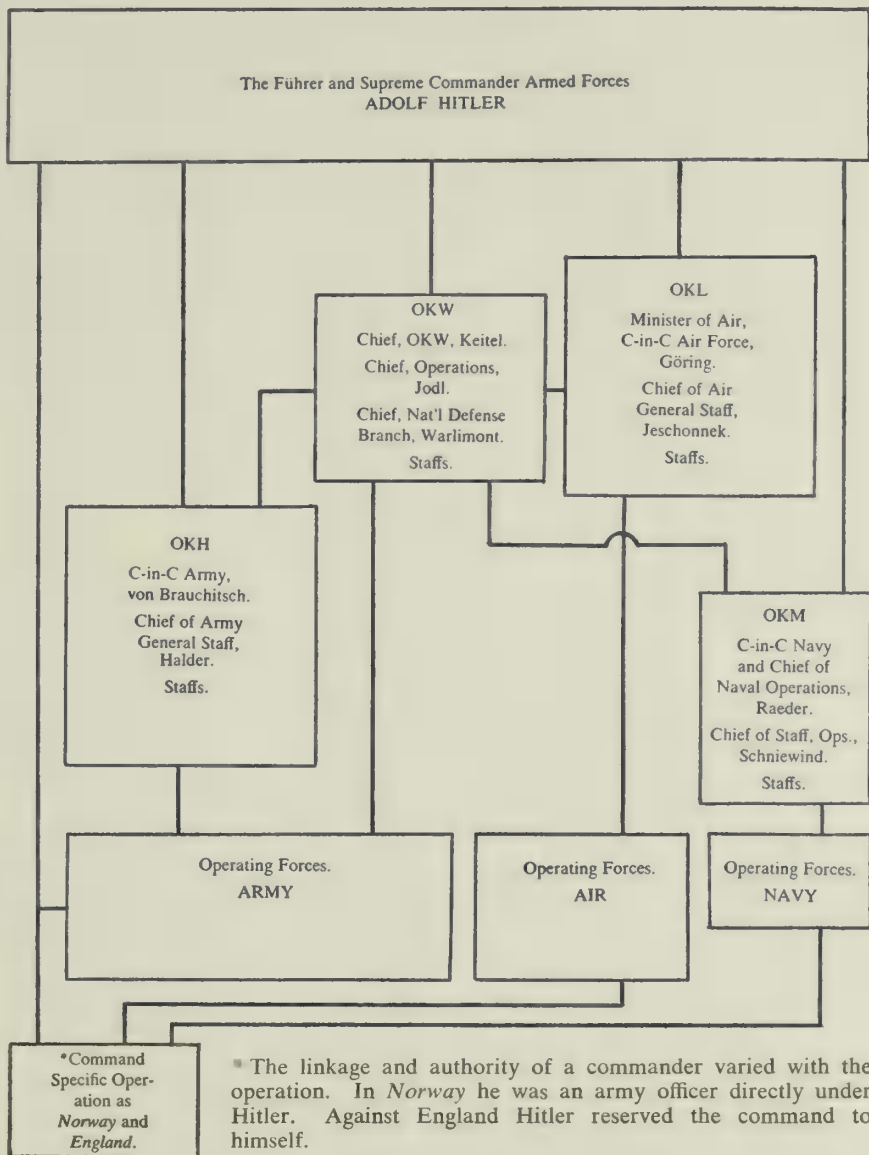 The Führer and Supreme Commander Armed Forces
ADOLF HITLER
OKW
Chief, OKW, Keitel.
Chief, Operations,
Jodl.
Chief, Nat'l Defense
Branch, Warlimont.
Staffs.
OKL
Minister of Air,
C-in-C Air Force,
Göring.
Chief of Air
General Staff,
Jeschonnek.
Staffs.
OKH
C-in-C Army,
von Brauchitsch.
Chief of Army
General Staff,
Halder.
Staffs.
OKM
C-in-C Navy
and Chief of
Naval Operations,
Raeder.
Chief of Staff, Ops.,
Schniewind.
Staffs.
Operating Forces.
ARMY
Operating Forces.
AIR
Operating Forces.
NAVY
*Command
Specific Oper-
ation as
Norway and
England.
* The linkage and authority of a commander varied with the
operation. In Norway he was an army officer directly under
Hitler. Against England Hitler reserved the command to
himself.